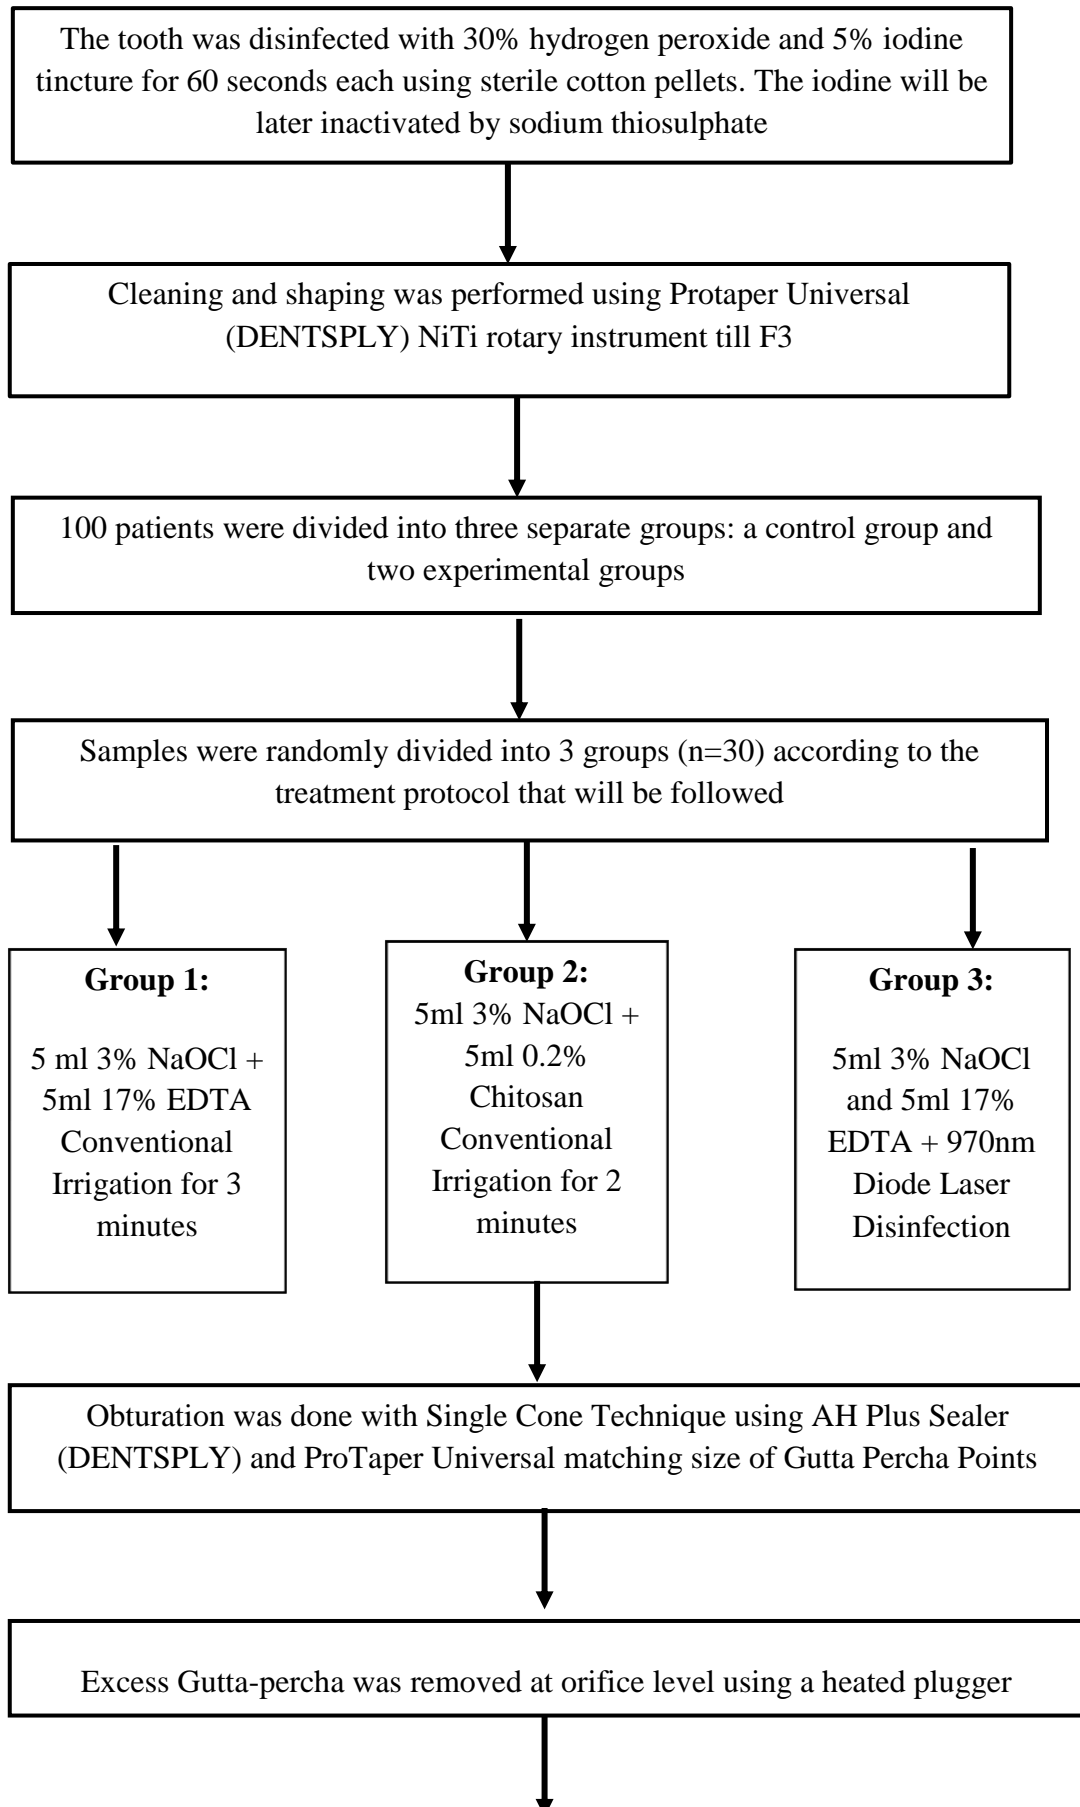 The tooth was disinfected with 30% hydrogen peroxide and 5% iodine
tincture for 60 seconds each using sterile cotton pellets. The iodine will be
later inactivated by sodium thiosulphate
Cleaning and shaping was performed using Protaper Universal
(DENTSPLY) NiTi rotary instrument till F3
100 patients were divided into three separate groups: a control group and
two experimental groups
Samples were randomly divided into 3 groups (n=30) according to the
treatment protocol that will be followed
Group 1:
5 ml 3% NaOCl +
5ml 17% EDTA
Conventional
Irrigation for 3
minutes
Group 2:
5ml 3% NaOCl +
5ml 0.2%
Chitosan
Conventional
Irrigation for 2
minutes
Group 3:
5ml 3% NaOCl
and 5ml 17%
EDTA + 970nm
Diode Laser
Disinfection
Obturation was done with Single Cone Technique using AH Plus Sealer
(DENTSPLY) and ProTaper Universal matching size of Gutta Percha Points
Excess Gutta-percha was removed at orifice level using a heated plugger